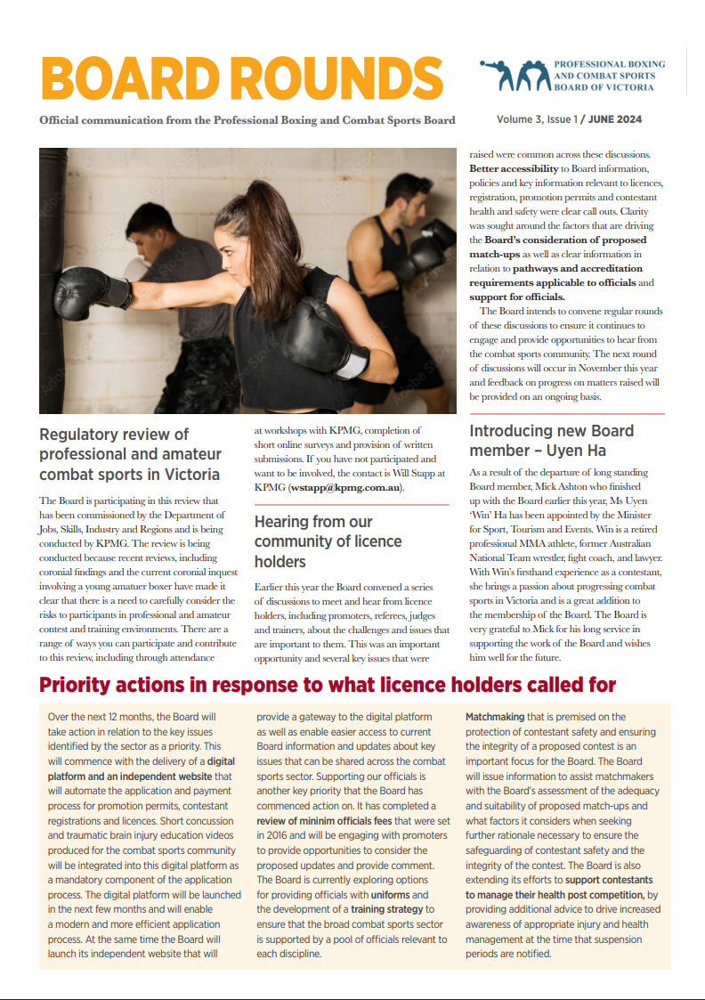 BOARD ROUNDS
PROFESSIONAL BOXING
AND COMBAT SPORTS
BOARD OF VICTORIA
Official communication from the Professional Boxing and Combat Sports Board
Volume 3, Issue 1 / JUNE 2024
Adobe Stock
Regulatory review of
professional and amateur
combat sports in Victoria
The Board is participating in this review that
has been commissioned by the Department of
Jobs, Skills, Industry and Regions and is being
conducted by KPMG. The review is being
conducted because recent reviews, including
coronial findings and the current coronial inquest
involving a young amatuer boxer have made it
clear that there is a need to carefully consider the
risks to participants in professional and amateur
contest and training environments. There are a
range of ways you can participate and contribute
to this review, including through attendance
at workshops with KPMG, completion of
short online surveys and provision of written
submissions. If you have not participated and
want to be involved, the contact is Will Stapp at
KPMG (wstapp@kpmg.com.au).
Hearing from our
community of licence
holders
Earlier this year the Board convened a series
of discussions to meet and hear from licence
holders, including promoters, referees, judges
and trainers, about the challenges and issues that
are important to them. This was an important
opportunity and several key issues that were
raised were common across these discussions.
Better accessibility to Board information,
policies and key information relevant to licences,
registration, promotion permits and contestant
health and safety were clear call outs. Clarity
was sought around the factors that are driving
the Board's consideration of proposed
match-ups as well as clear information in
relation to pathways and accreditation
requirements applicable to officials and
support for officials.
The Board intends to convene regular rounds
of these discussions to ensure it continues to
engage and provide opportunities to hear from
the combat sports community. The next round
of discussions will occur in November this year
and feedback on progress on matters raised will
be provided on an ongoing basis.
Introducing new Board
member – Uyen Ha
As a result of the departure of long standing
Board member, Mick Ashton who finished
up with the Board earlier this year, Ms Uyen
‘Win’ Ha has been appointed by the Minister
for Sport, Tourism and Events. Win is a retired
professional MMA athlete, former Australian
National Team wrestler, fight coach, and lawyer.
With Win's firsthand experience as a contestant,
she brings a passion about progressing combat
sports in Victoria and is a great addition to
the membership of the Board. The Board is
very grateful to Mick for his long service in
supporting the work of the Board and wishes
him well for the future.
Priority actions in response to what licence holders called for
Over the next 12 months, the Board will
take action in relation to the key issues
identified by the sector as a priority. This
will commence with the delivery of a digital
platform and an independent website that
will automate the application and payment
process for promotion permits, contestant
registrations and licences. Short concussion
and traumatic brain injury education videos
produced for the combat sports community
will be integrated into this digital platform as
a mandatory component of the application
process. The digital platform will be launched
in the next few months and will enable
a modern and more efficient application
process. At the same time the Board will
launch its independent website that will
provide a gateway to the digital platform
as well as enable easier access to current
Board information and updates about key
issues that can be shared across the combat
sports sector. Supporting our officials is
another key priority that the Board has
commenced action on. It has completed a
review of mininim officials fees that were set
in 2016 and will be engaging with promoters
to provide opportunities to consider the
proposed updates and provide comment.
The Board is currently exploring options
for providing officials with uniforms and
the development of a training strategy to
ensure that the broad combat sports sector
is supported by a pool of officials relevant to
each discipline.
Matchmaking that is premised on the
protection of contestant safety and ensuring
the integrity of a proposed contest is an
important focus for the Board. The Board
will issue information to assist matchmakers
with the Board's assessment of the adequacy
and suitability of proposed match-ups and
what factors it considers when seeking
further rationale necessary to ensure the
safeguarding of contestant safety and the
integrity of the contest. The Board is also
extending its efforts to support contestants
to manage their health post competition, by
providing additional advice to drive increased
awareness of appropriate injury and health
management at the time that suspension
periods are notified.